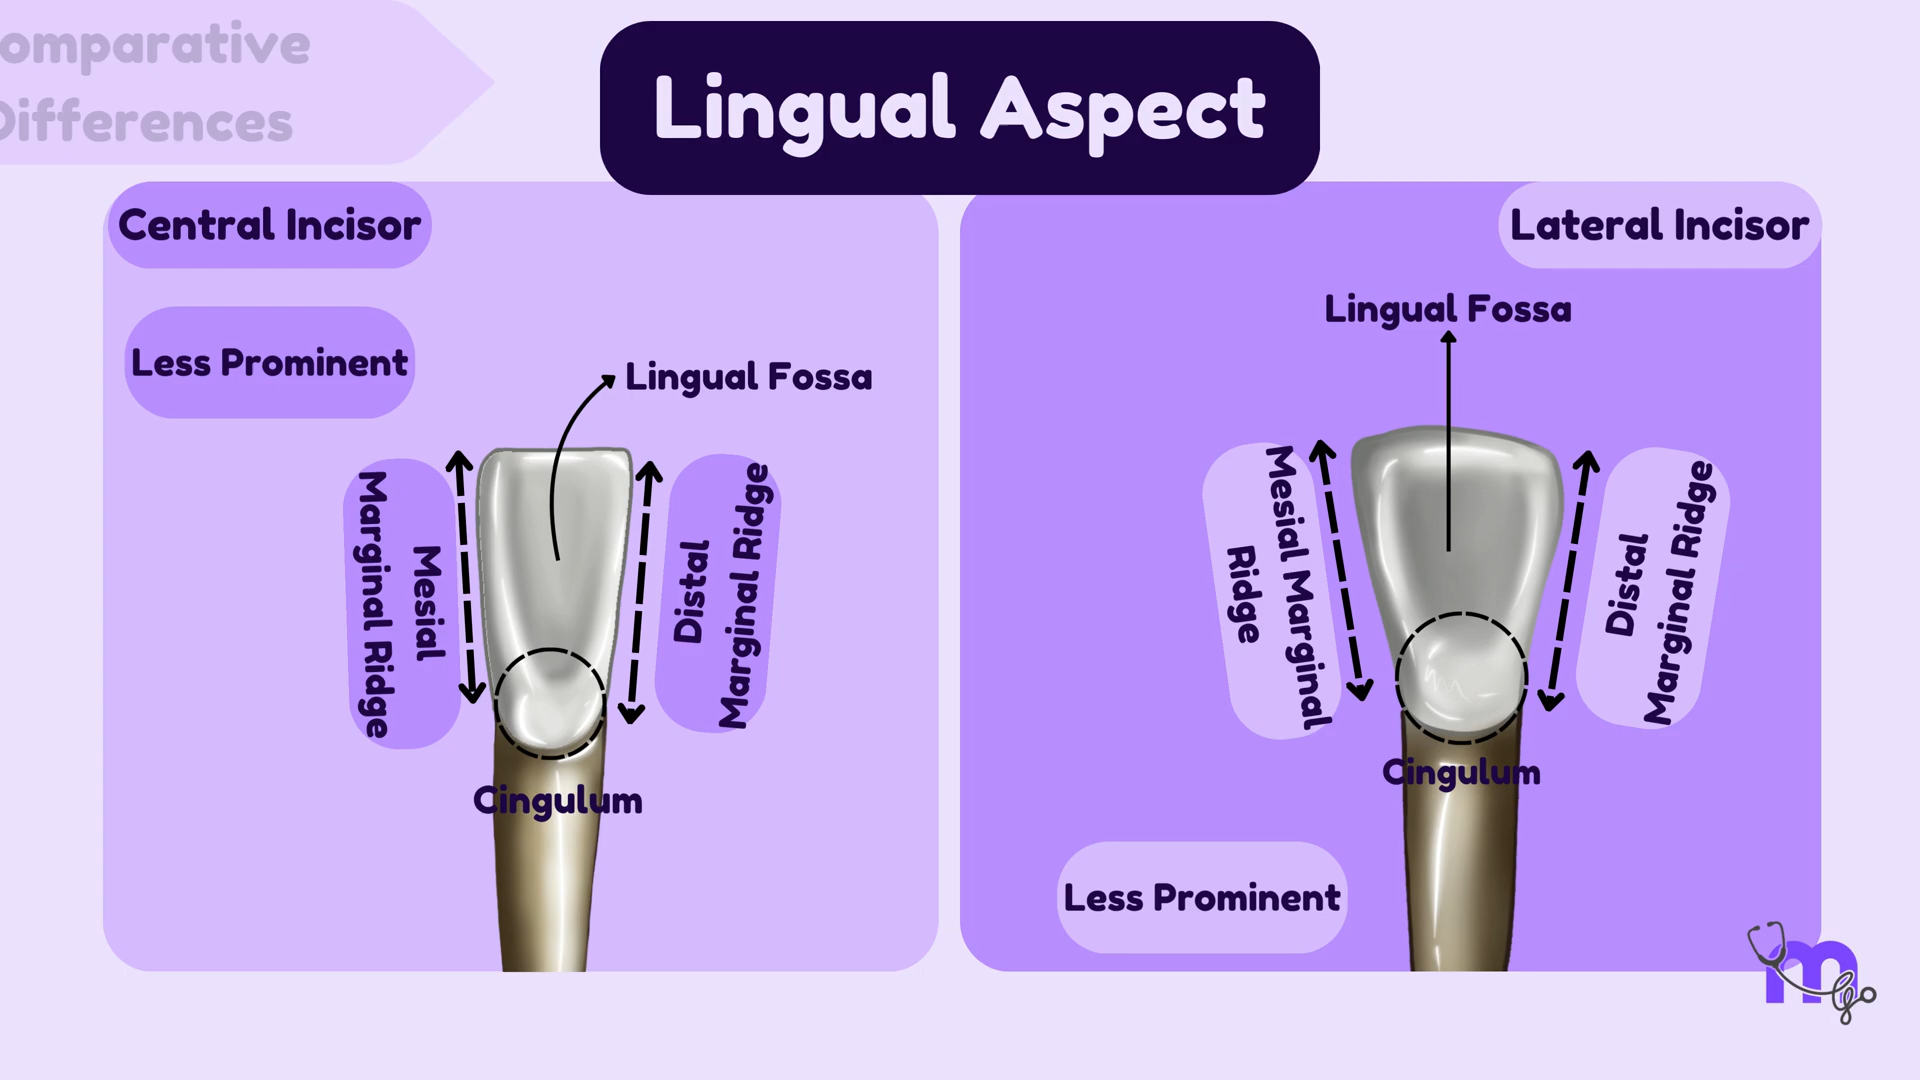 omparative
Differences
Lingual Aspect
Central Incisor
Less Prominent
Lingual Fossa
Mesial
Marginal Ridge
Distal
Marginal Ridge
Cingulum
Lateral Incisor
Lingual Fossa
Mesial Marginal
Ridge
Distal
Marginal Ridge
Cingulum
Less Prominent
m
go